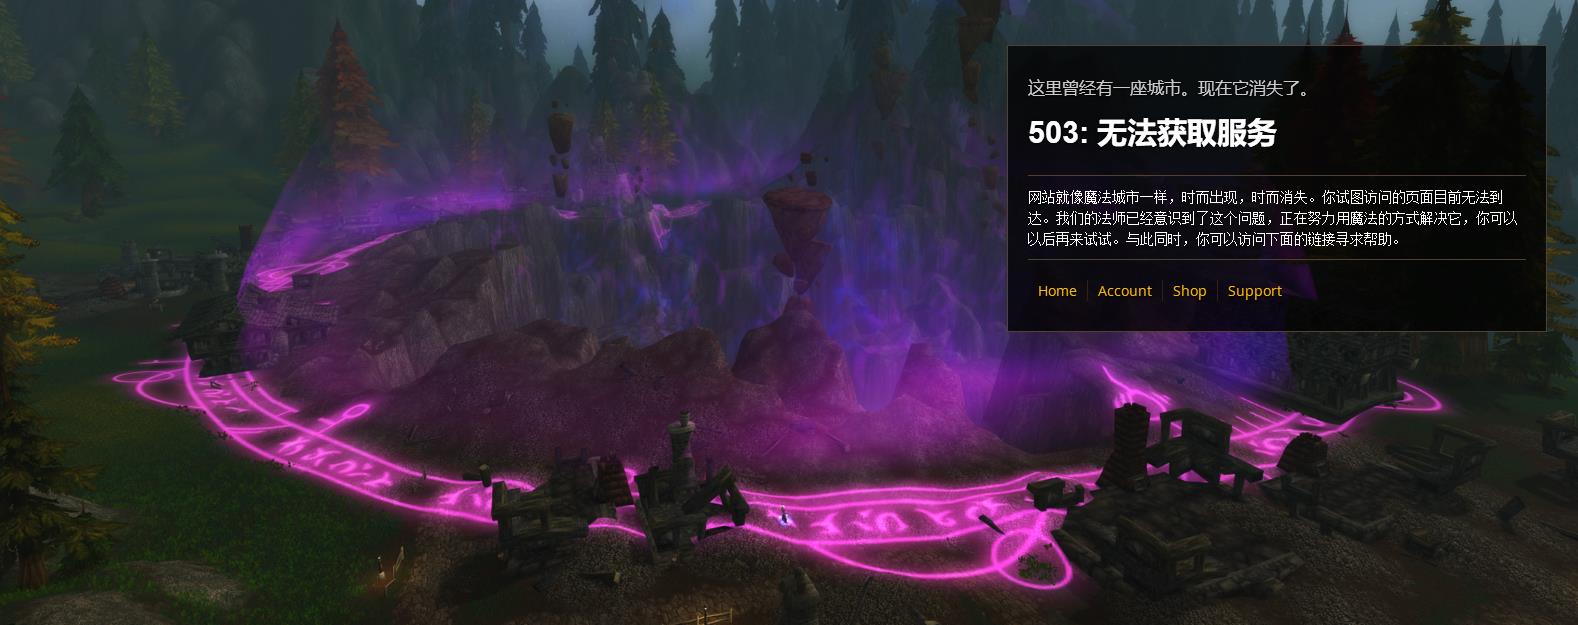 这里曾经有一座城市。现在它消失了。
503: 无法获取服务
网站就像魔法城市一样，时而出现，时而消失。你试图访问的页面目前无法到
达。我们的法师已经意识到了这个问题，正在努力用魔法的方式解决它，你可以
以后再来试试。与此同时，你可以访问下面的链接寻求帮助。
Home Account Shop Support